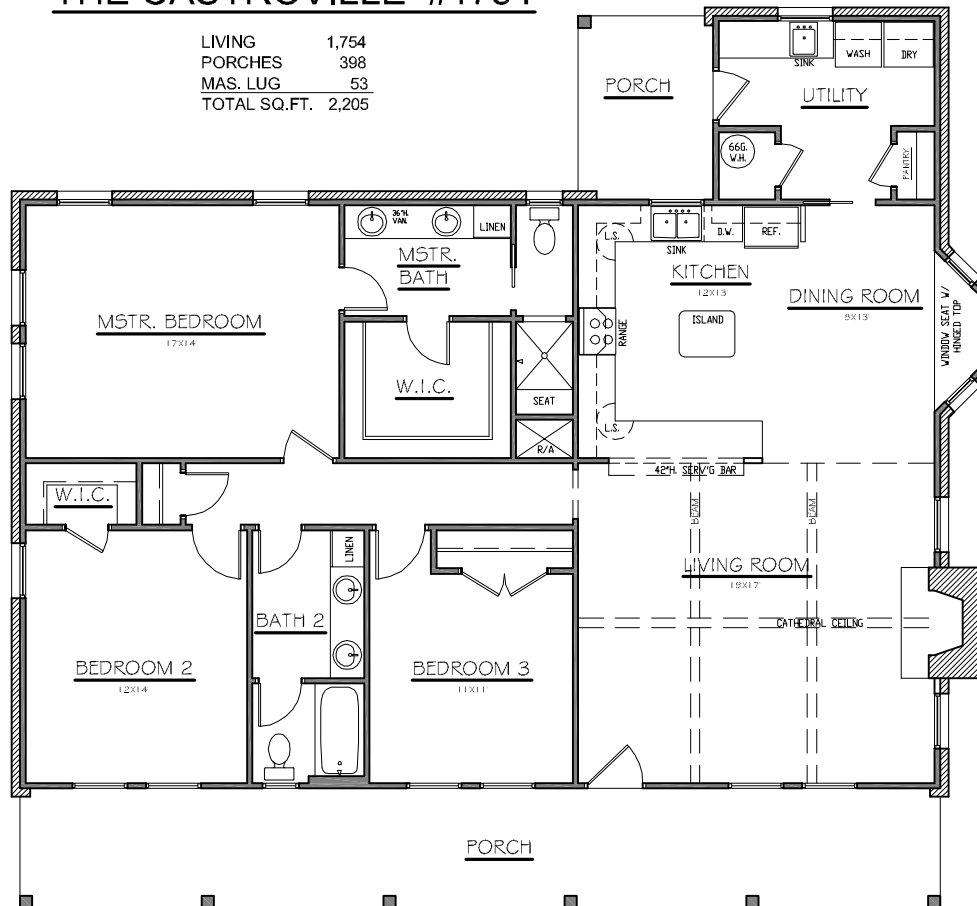 LIVING 1,754
PORCHES 398
MAS. LUG 53
TOTAL SQ.FT. 2,205
PORCH
SINK
WASH
DRY
UTILITY
66G.
W.H.
PANTRY
36"H.
VAN.
LINEN
MSTR.
BATH
L.S.
SINK
D.W.
REF.
KITCHEN
12X13'
DINING ROOM
WINDOW SEAT W/
HINGED TOP
MSTR. BEDROOM
17X14'
RANGE
ISLAND
W.I.C.
SEAT
L.S.
R/A
42"H. SERV'G BAR
W.I.C.
BEAM
BEAM
LINEN
LIVING ROOM
CATHEDRAL CEILNG
BATH 2
BEDROOM 2
12X14'
BEDROOM 3
11X11'
PORCH